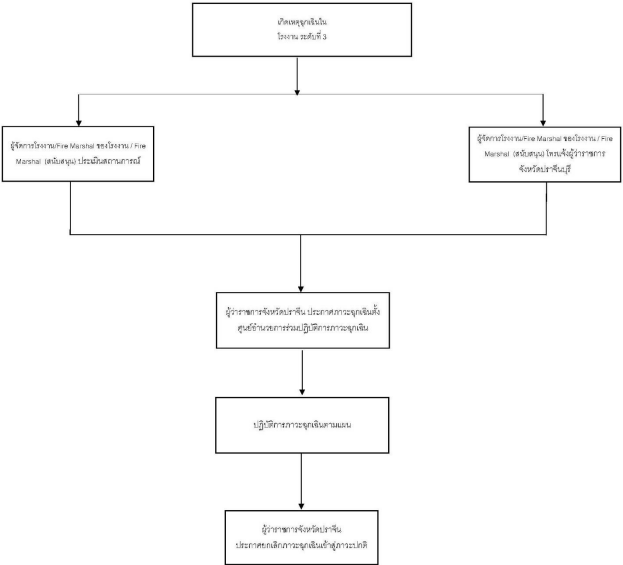 เกิดเหตุฉุกเฉินใน
โรงงาน ระดับที่ 3
ผู้จัดการโรงงาน/Fire Marshal ของโรงงาน / Fire
Marshal (สนับสนุน) ประเมินสถานการณ์
ผู้จัดการโรงงาน/Fire Marshal ของโรงงาน / Fire
Marshal (สนับสนุน) โทรแจ้งผู้ว่าราชการ
จังหวัดปราจีนบุรี
ผู้ว่าราชการจังหวัดปราจีน ประกาศภาวะฉุกเฉินตั้ง
ศูนย์อำนวยการร่วมปฏิบัติการภาวะฉุกเฉิน
ปฏิบัติการภาวะฉุกเฉินตามแผน
ผู้ว่าราชการจังหวัดปราจีน
ประกาศยกเลิกภาวะฉุกเฉินเข้าสู่ภาวะปกติ